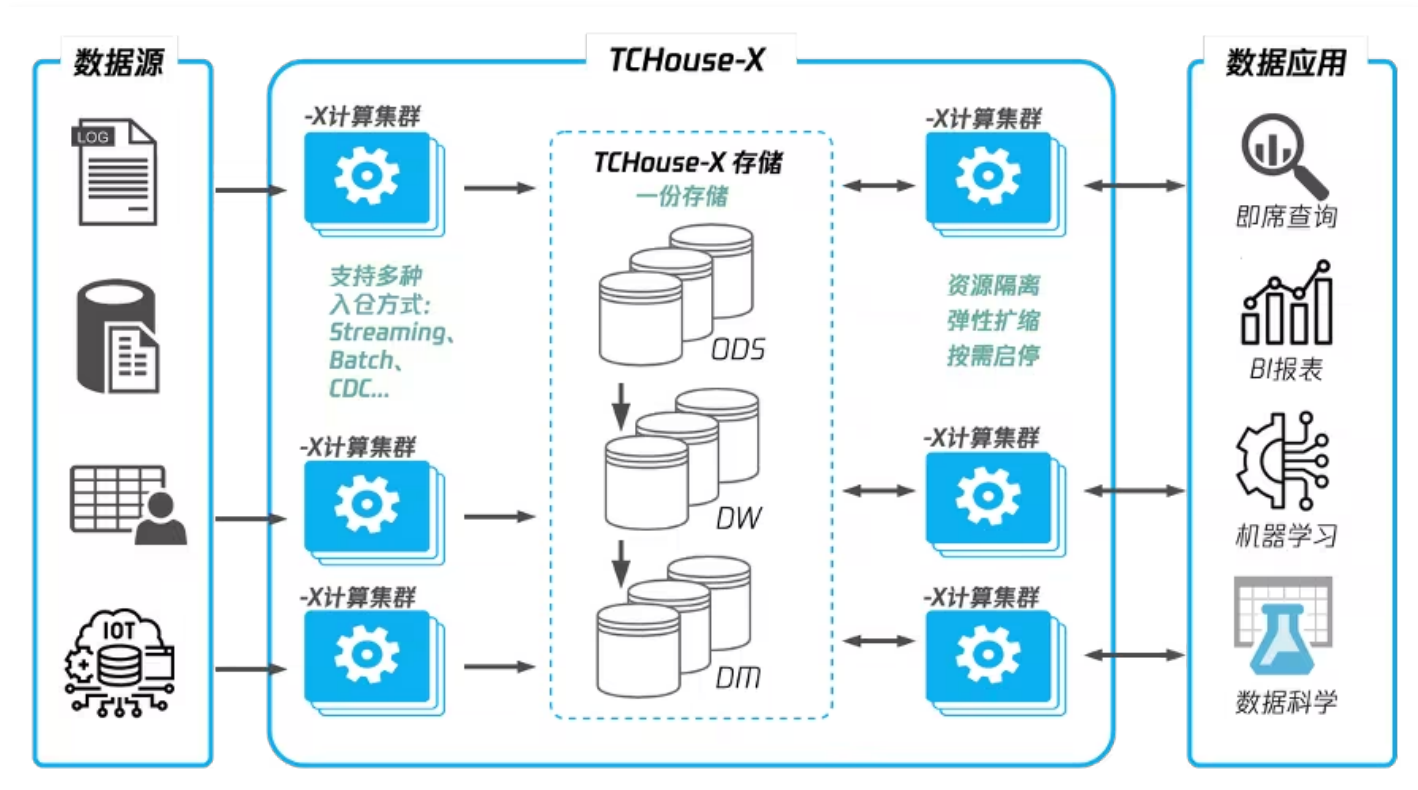 数据源
LOG
IOT
TCHouse-X
-X计算集群
支持多种
入仓方式:
Streaming、
Batch、
CDC...
-X计算集群
-X计算集群
TCHouse-X 存储
一份存储
ODS
DW
DM
-X计算集群
资源隔离
弹性扩缩
按需启停
-X计算集群
-X计算集群
数据应用
即席查询
BI报表
机器学习
数据科学